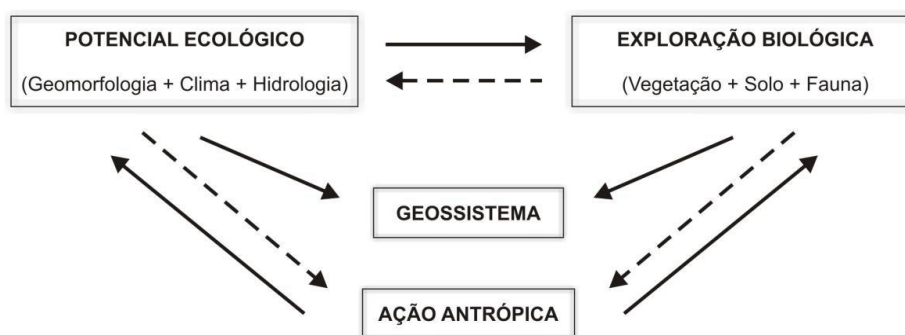 POTENCIAL ECOLÓGICO
(Geomorfologia + Clima + Hidrologia)
EXPLORAÇÃO BIOLÓGICA
(Vegetação + Solo + Fauna)
GEOSSISTEMA
AÇÃO ANTRÓPICA